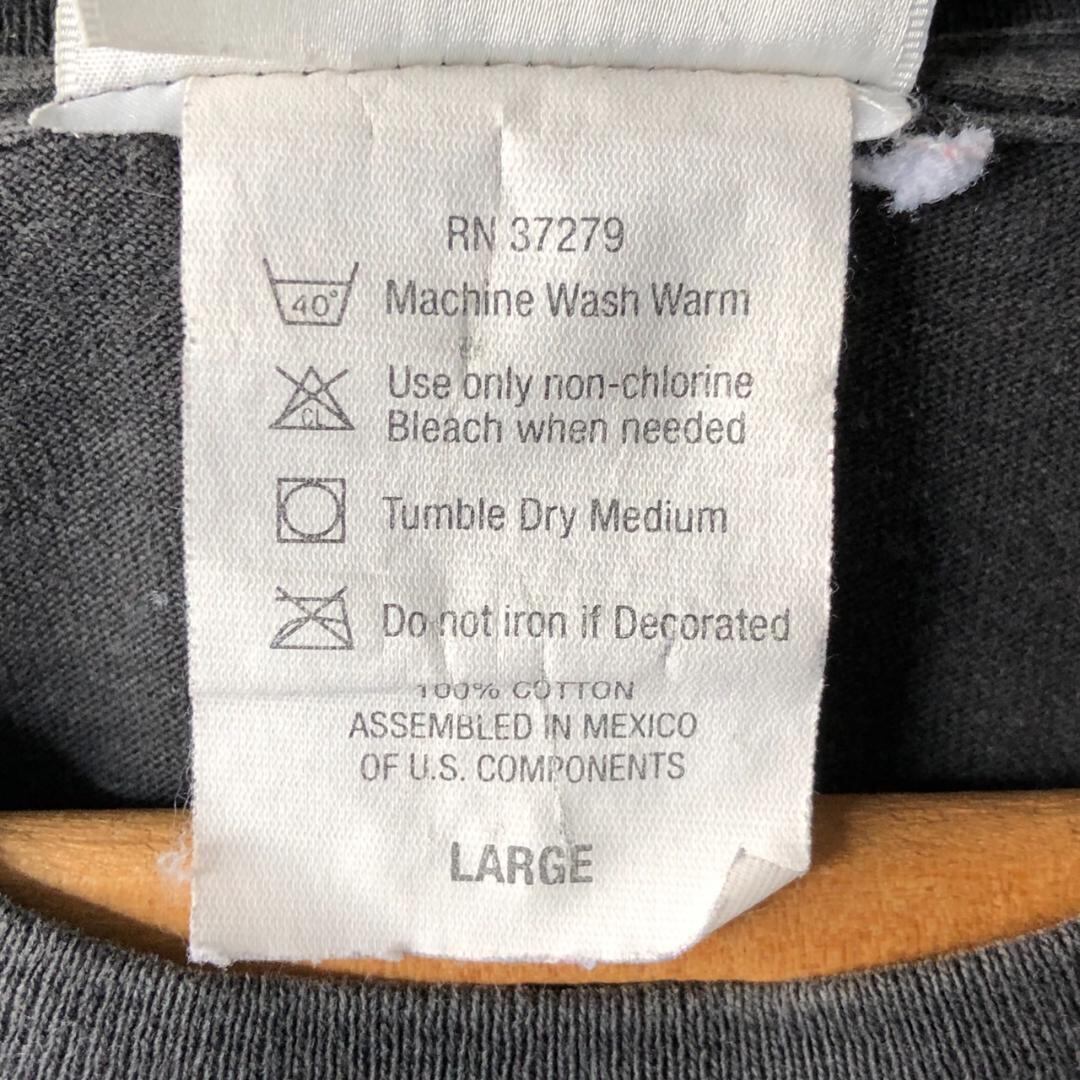 RN 37279
40° Machine Wash Warm
CL Use only non-chlorine
Bleach when needed
Tumble Dry Medium
Do not iron if Decorated
100% COTTON
ASSEMBLED IN MEXICO
OF U.S. COMPONENTS
LARGE